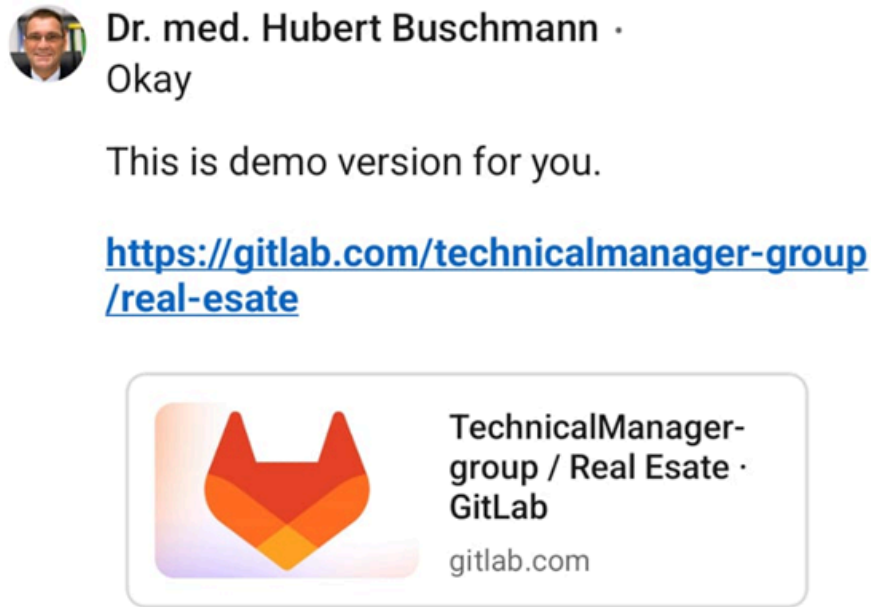 Dr. med. Hubert Buschmann ·
Okay
This is demo version for you.
https://gitlab.com/technicalmanager-group
/real-esate
TechnicalManager-
group / Real Esate ·
GitLab
gitlab.com